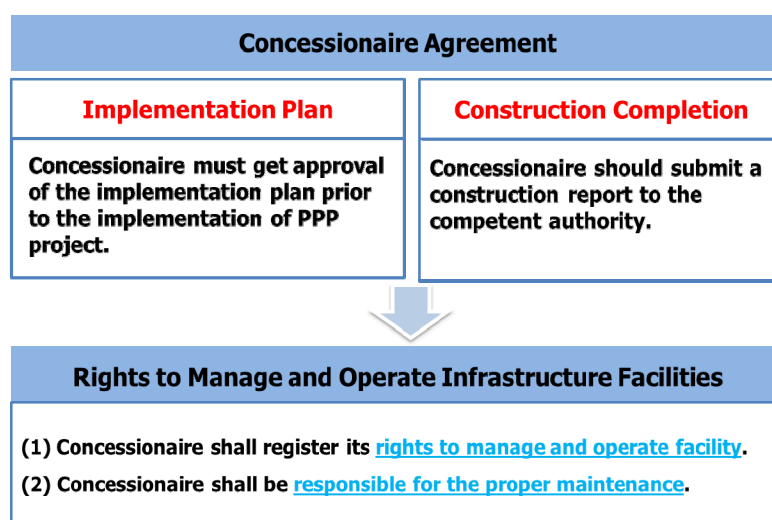 Concessionaire Agreement
Implementation Plan
Concessionaire must get approval
of the implementation plan prior
to the implementation of PPP
project.
Construction Completion
Concessionaire should submit a
construction report to the
competent authority.
Rights to Manage and Operate Infrastructure Facilities
(1) Concessionaire shall register its rights to manage and operate facility.
(2) Concessionaire shall be responsible for the proper maintenance.